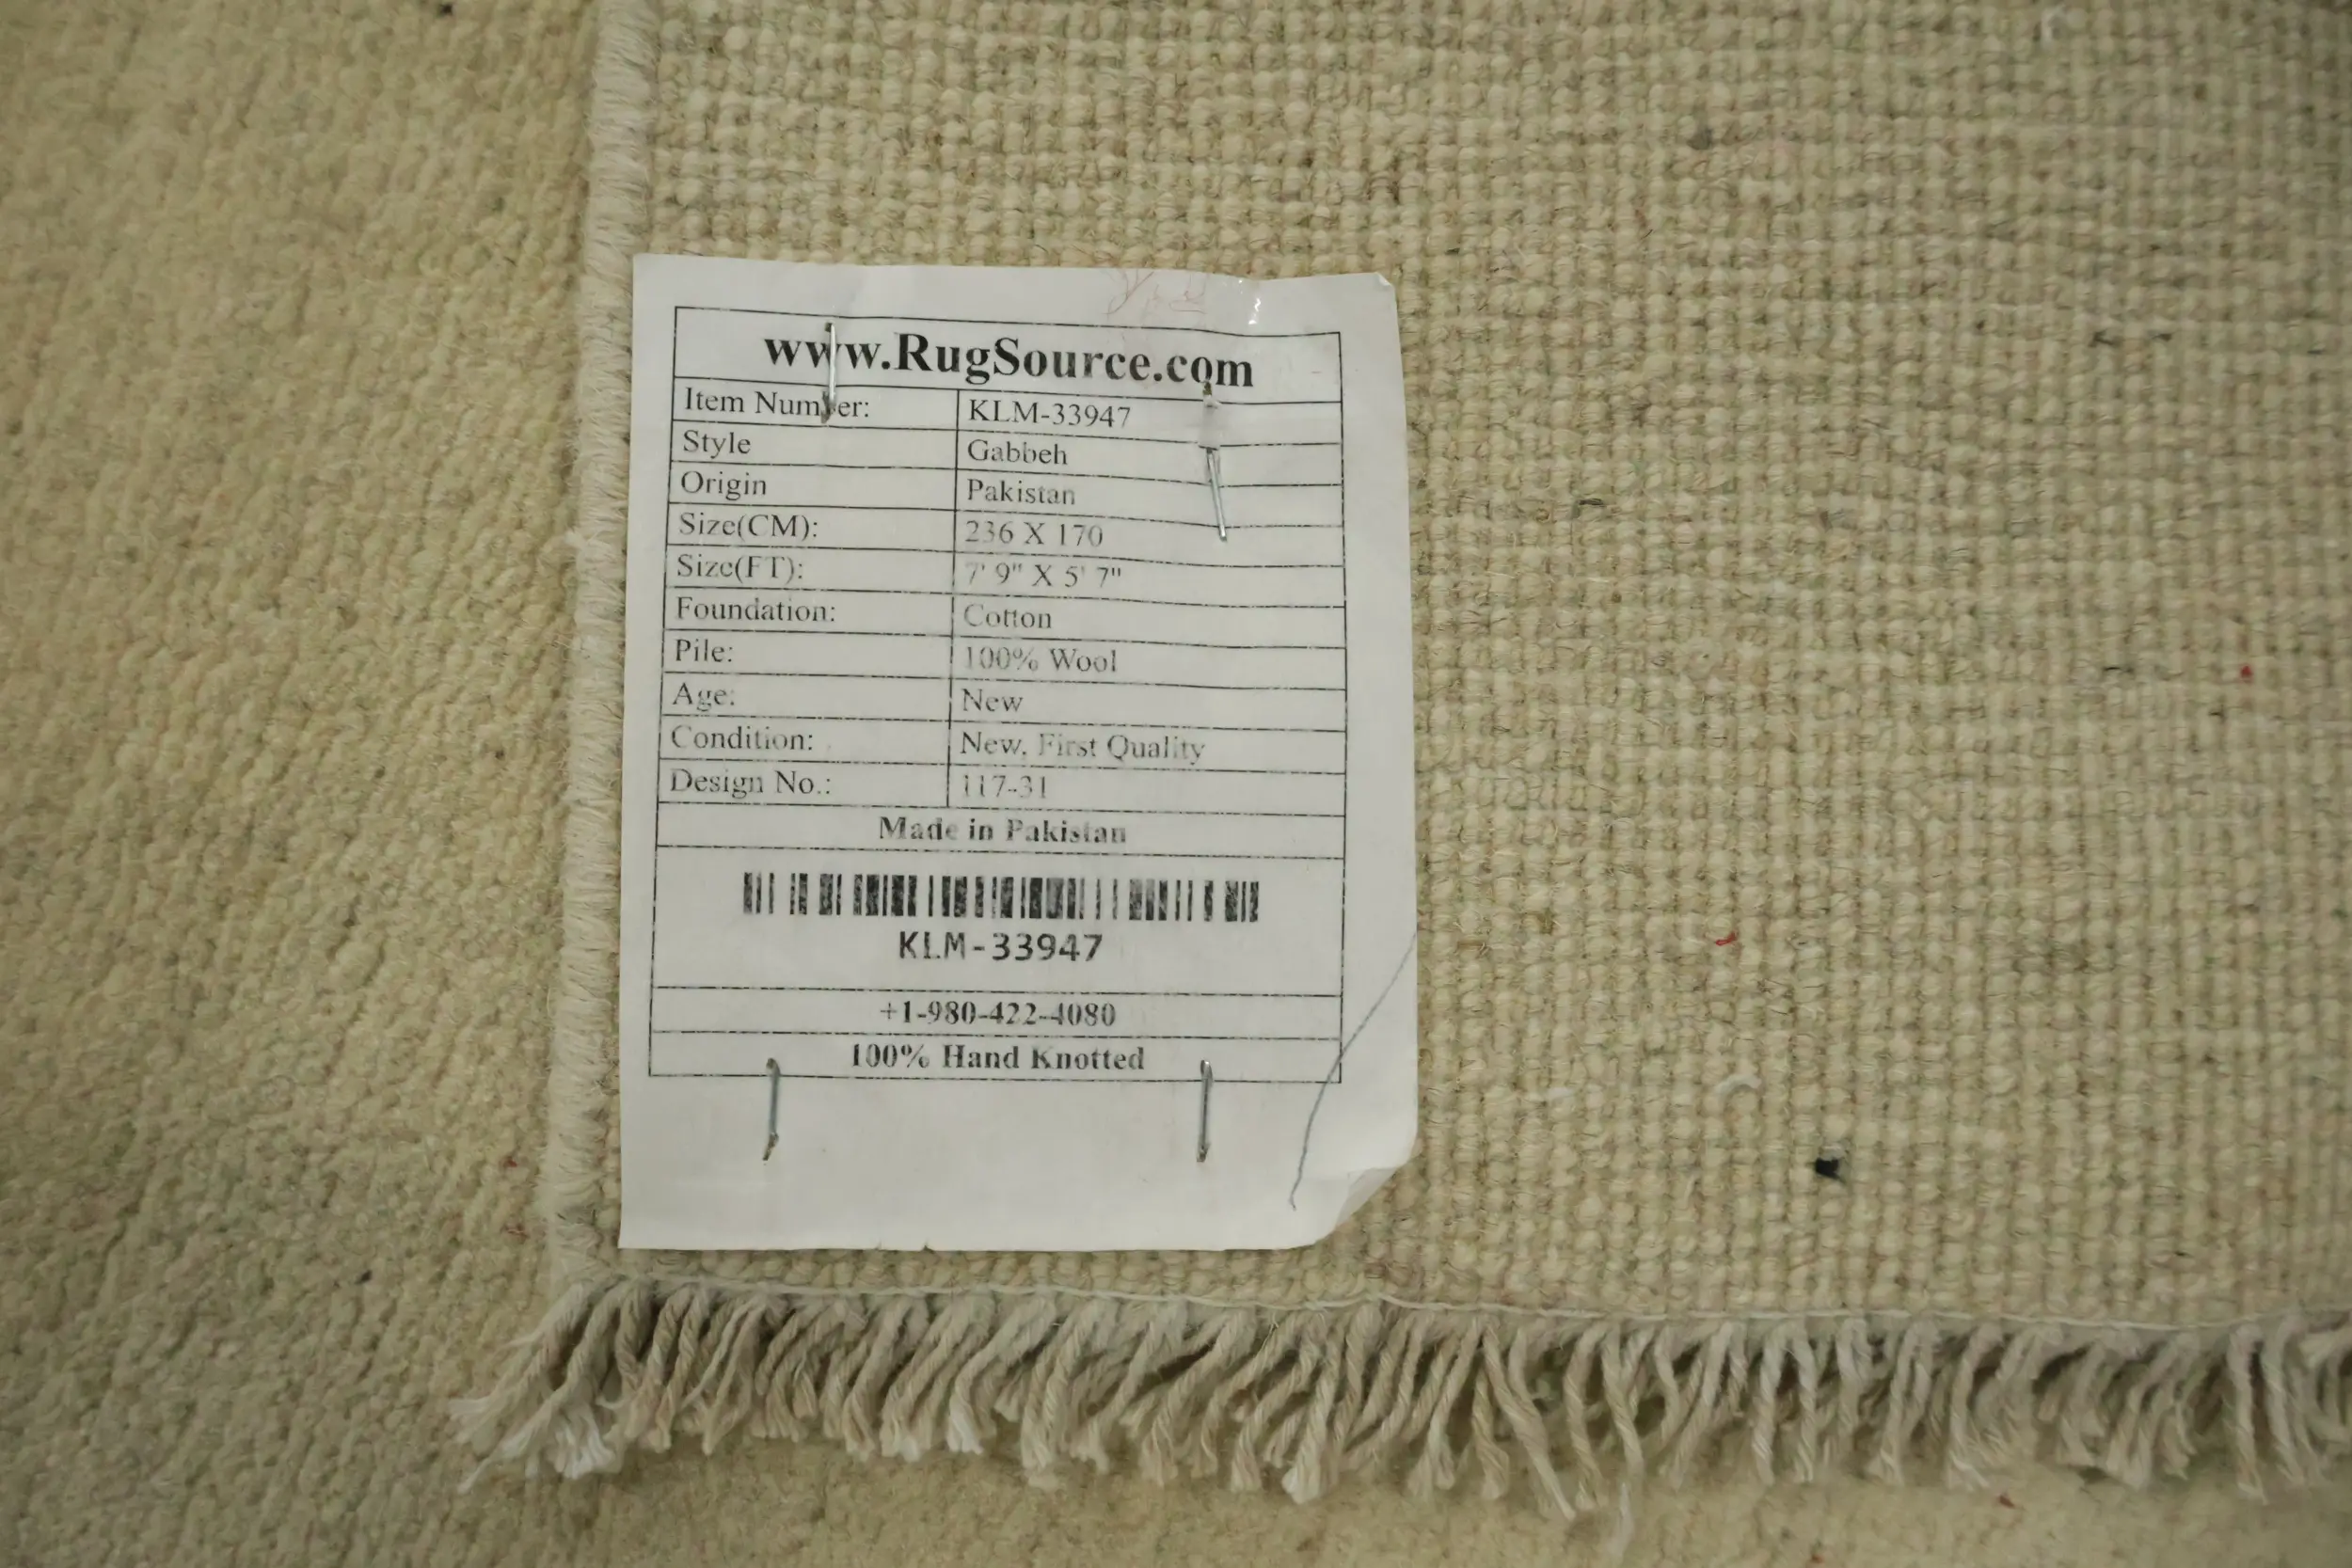 www.RugSource.com
Item Number: KLM-33947
Style Gabbeh
Origin Pakistan
Size(CM): 236 X 170
Size(FT): 7' 9" X 5' 7"
Foundation: Cotton
Pile: 100% Wool
Age: New
Condition: New, First Quality
Design No.: 117-31
Made in Pakistan
KLM-33947
+1-980-422-4080
100% Hand Knotted